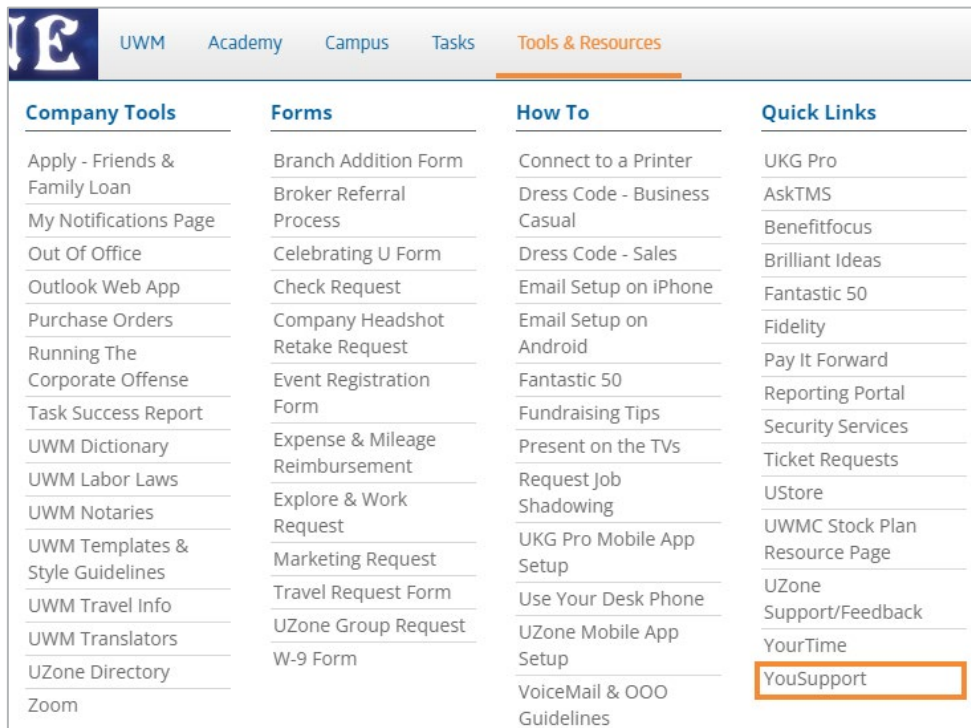 NE
UWM Academy Campus Tasks Tools & Resources
Company Tools
Apply - Friends &
Family Loan
My Notifications Page
Out Of Office
Outlook Web App
Purchase Orders
Running The
Corporate Offense
Task Success Report
UWM Dictionary
UWM Labor Laws
UWM Notaries
UWM Templates &
Style Guidelines
UWM Travel Info
UWM Translators
UZone Directory
Zoom
Forms
Branch Addition Form
Broker Referral
Process
Celebrating U Form
Check Request
Company Headshot
Retake Request
Event Registration
Form
Expense & Mileage
Reimbursement
Explore & Work
Request
Marketing Request
Travel Request Form
UZone Group Request
W-9 Form
How To
Connect to a Printer
Dress Code - Business
Casual
Dress Code - Sales
Email Setup on iPhone
Email Setup on
Android
Fantastic 50
Fundraising Tips
Present on the TVs
Request Job
Shadowing
UKG Pro Mobile App
Setup
Use Your Desk Phone
UZone Mobile App
Setup
VoiceMail & OOO
Guidelines
Quick Links
UKG Pro
AskTMS
Benefitfocus
Brilliant Ideas
Fantastic 50
Fidelity
Pay It Forward
Reporting Portal
Security Services
Ticket Requests
UStore
UWMC Stock Plan
Resource Page
UZone
Support/Feedback
YourTime
YouSupport